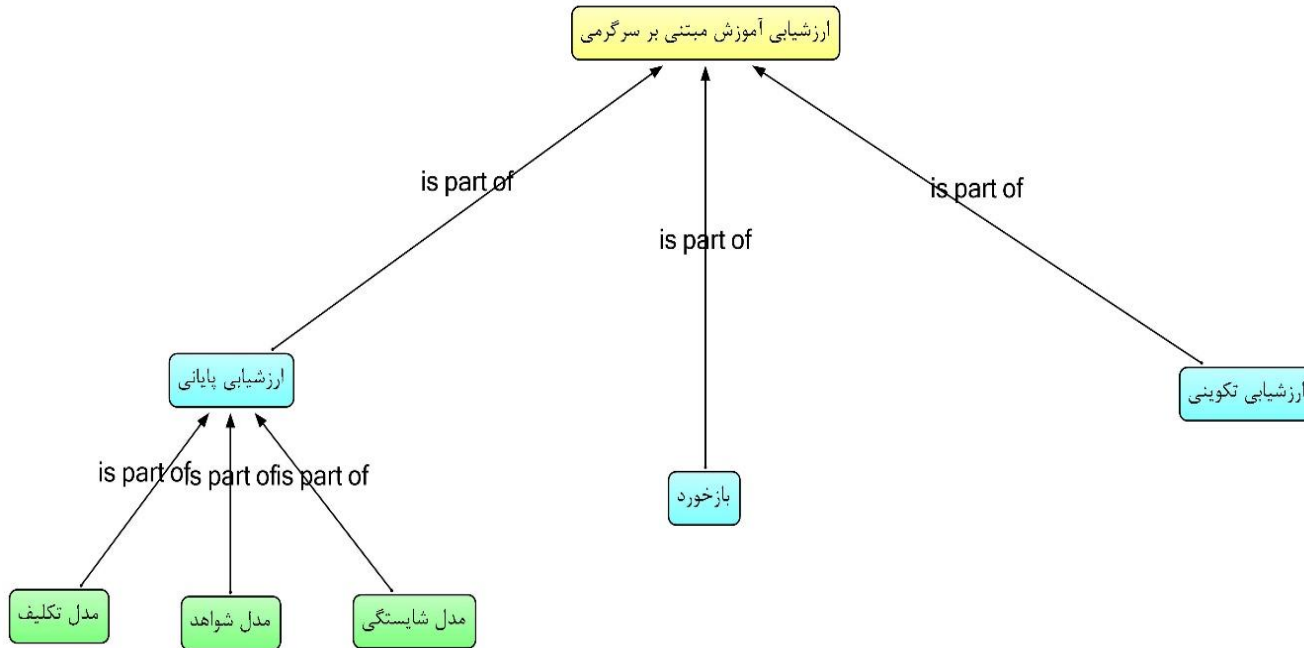 ارزشیابی آموزش مبتنی بر سرگرمی
is part of
is part of
is part of
ارزشیابی پایانی
ارزشیابی تکوینی
is part of
is part of
is part of
بازخورد
مدل تکلیف
مدل شواهد
مدل شایستگی